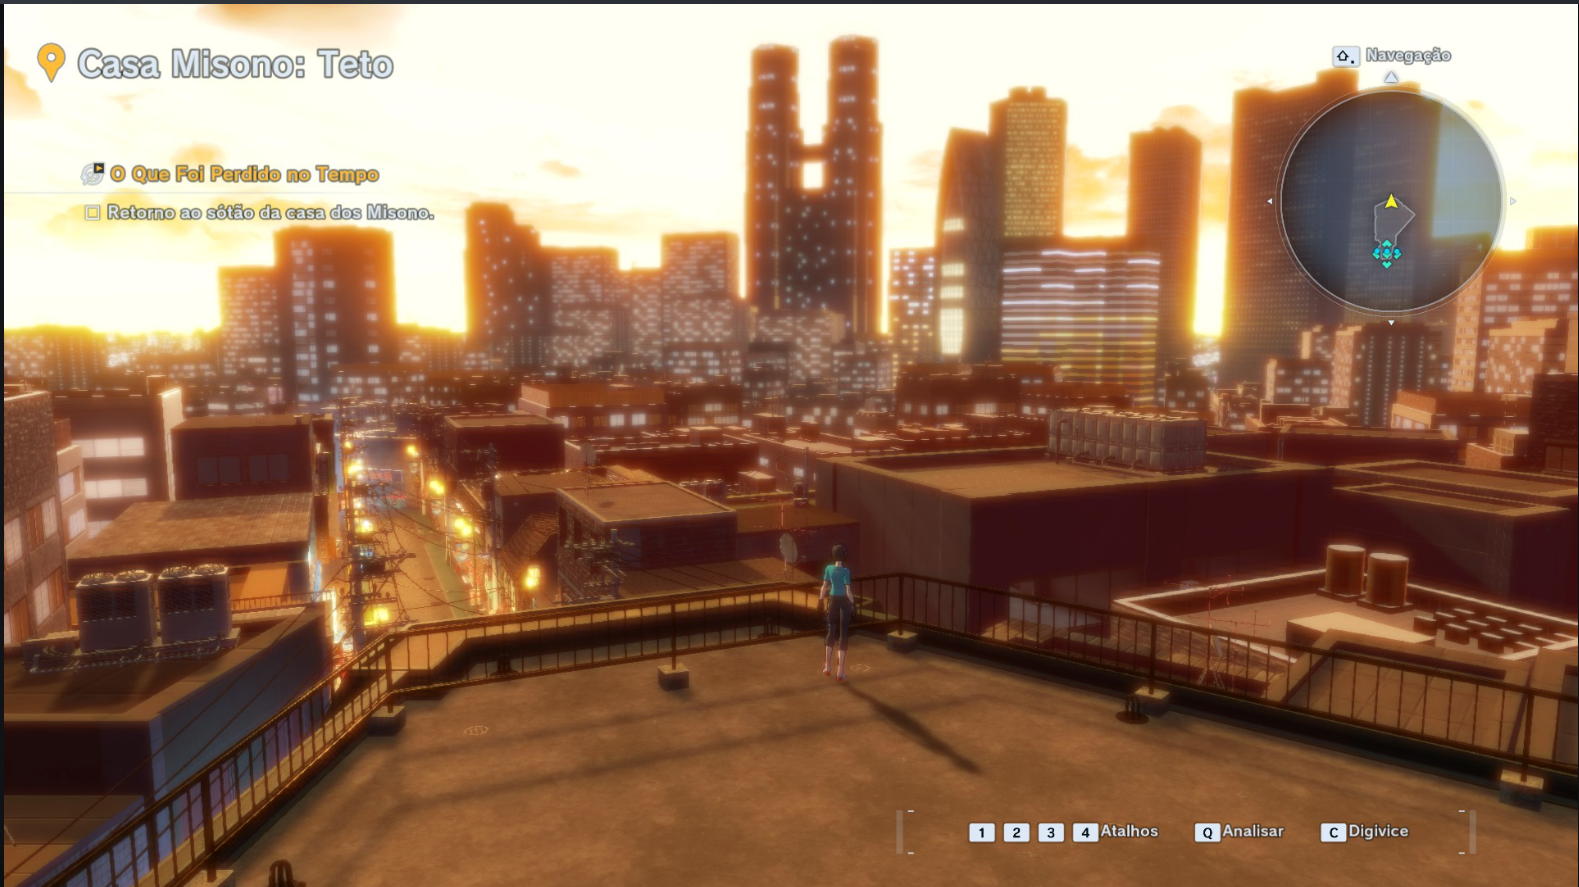 Casa Misono: Teto
Navegação
O Que Foi Perdido no Tempo
Retorno ao sótão da casa dos Misono.
1 2 3 4 Atalhos Q Analisar C Digivice